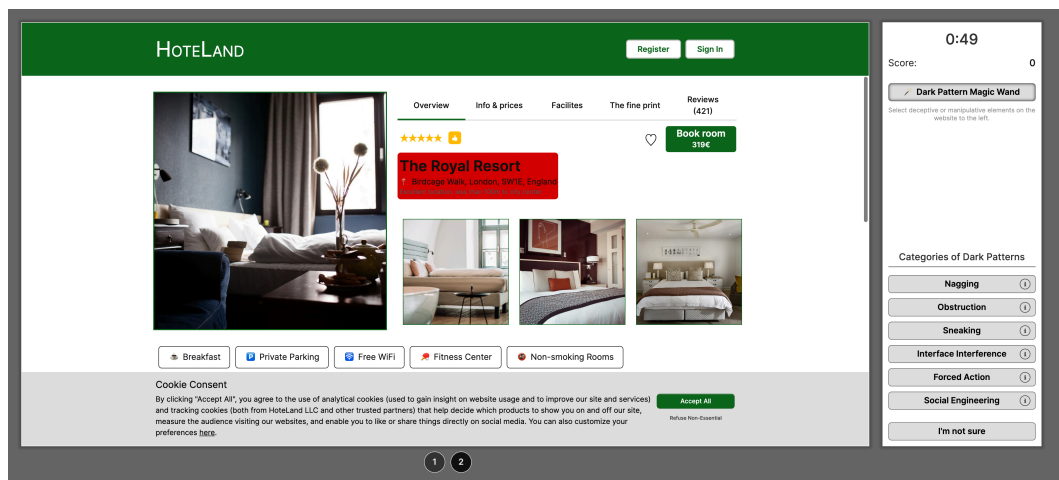 HOTELAND
Register
Sign In
0:49
Score:
0
Dark Pattern Magic Wand
Select deceptive or manipulative elements on the
website to the left.
Overview
Info & prices
Facilites
The fine print
Reviews
(421)
Book room
319€
The Royal Resort
Birdcage Walk, London, SW1E, England
Breakfast
P Private Parking
Free WiFi
Fitness Center
Non-smoking Rooms
Cookie Consent
By clicking "Accept All", you agree to the use of analytical cookies (used to gain insight on website usage and to improve our site and services)
and tracking cookies (both from HoteLand LLC and other trusted partners) that help decide which products to show you on and off our site,
measure the audience visiting our websites, and enable you to like or share things directly on social media. You can also customize your
preferences here.
Accept All
Refuse Non-Essential
Categories of Dark Patterns
Nagging
Obstruction
Sneaking
Interface Interference
Forced Action
Social Engineering
I'm not sure
1
2